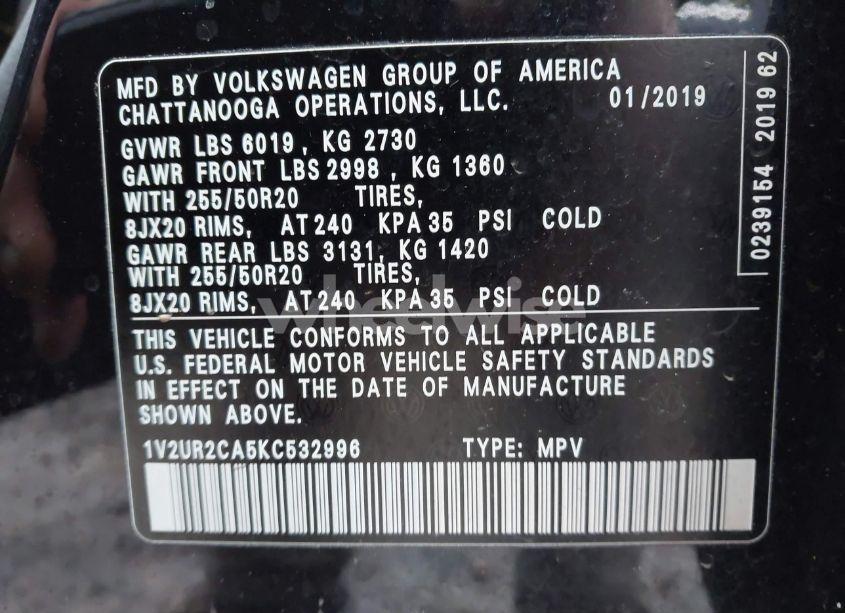 MFD BY VOLKSWAGEN GROUP OF AMERICA
CHATTANOOGA OPERATIONS, LLC. 01/2019
GVWR LBS 6019, KG 2730
GAWR FRONT LBS 2998, KG 1360
WITH 255/50R20 TIRES,
8JX20 RIMS, AT 240 KPA 35 PSI COLD
GAWR REAR LBS 3131, KG 1420
WITH 255/50R20 TIRES,
8JX20 RIMS, AT 240 KPA 35 PSI COLD
THIS VEHICLE CONFORMS TO ALL APPLICABLE
U.S. FEDERAL MOTOR VEHICLE SAFETY STANDARDS
IN EFFECT ON THE DATE OF MANUFACTURE
SHOWN ABOVE.
1V2UR2CA5KC532996 TYPE: MPV
0239154 2019 62
wheelwise